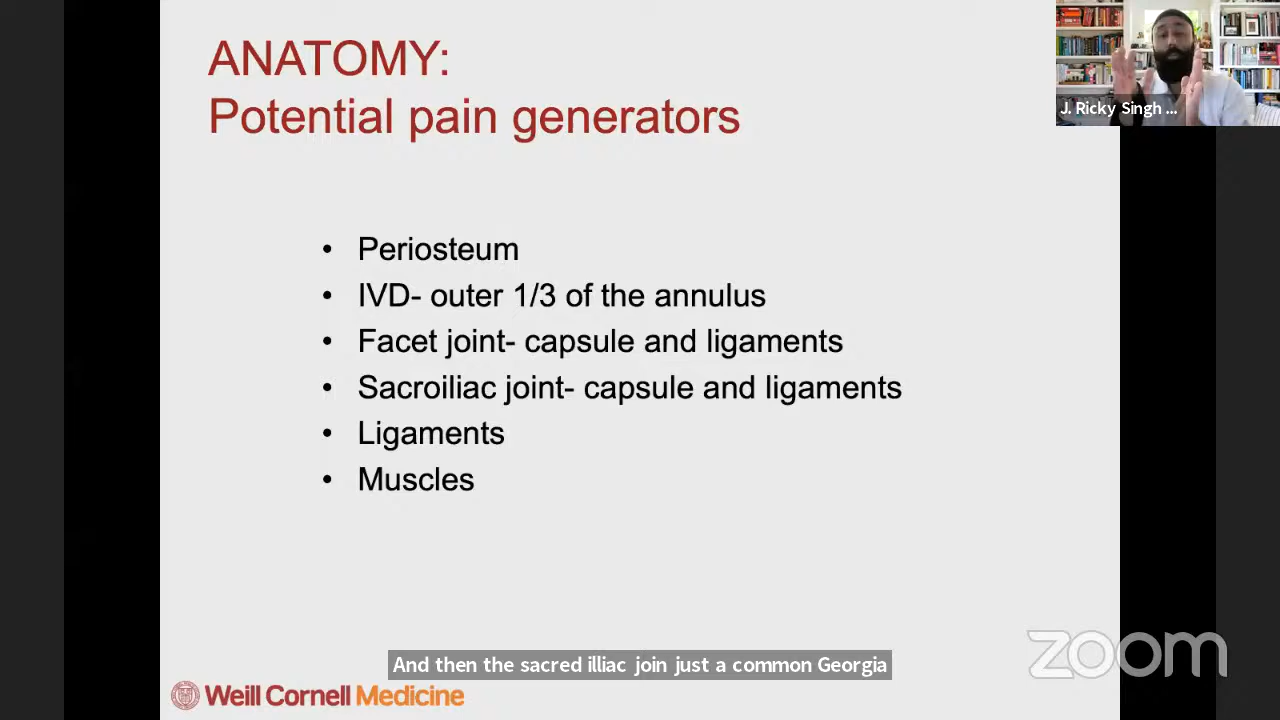 ANATOMY:
Potential pain generators
J. Ricky Singh ...
• Periosteum
• IVD- outer 1/3 of the annulus
• Facet joint- capsule and ligaments
• Sacroiliac joint- capsule and ligaments
• Ligaments
• Muscles
And then the sacred illiac join just a common Georgia
zoom
Weill Cornell Medicine